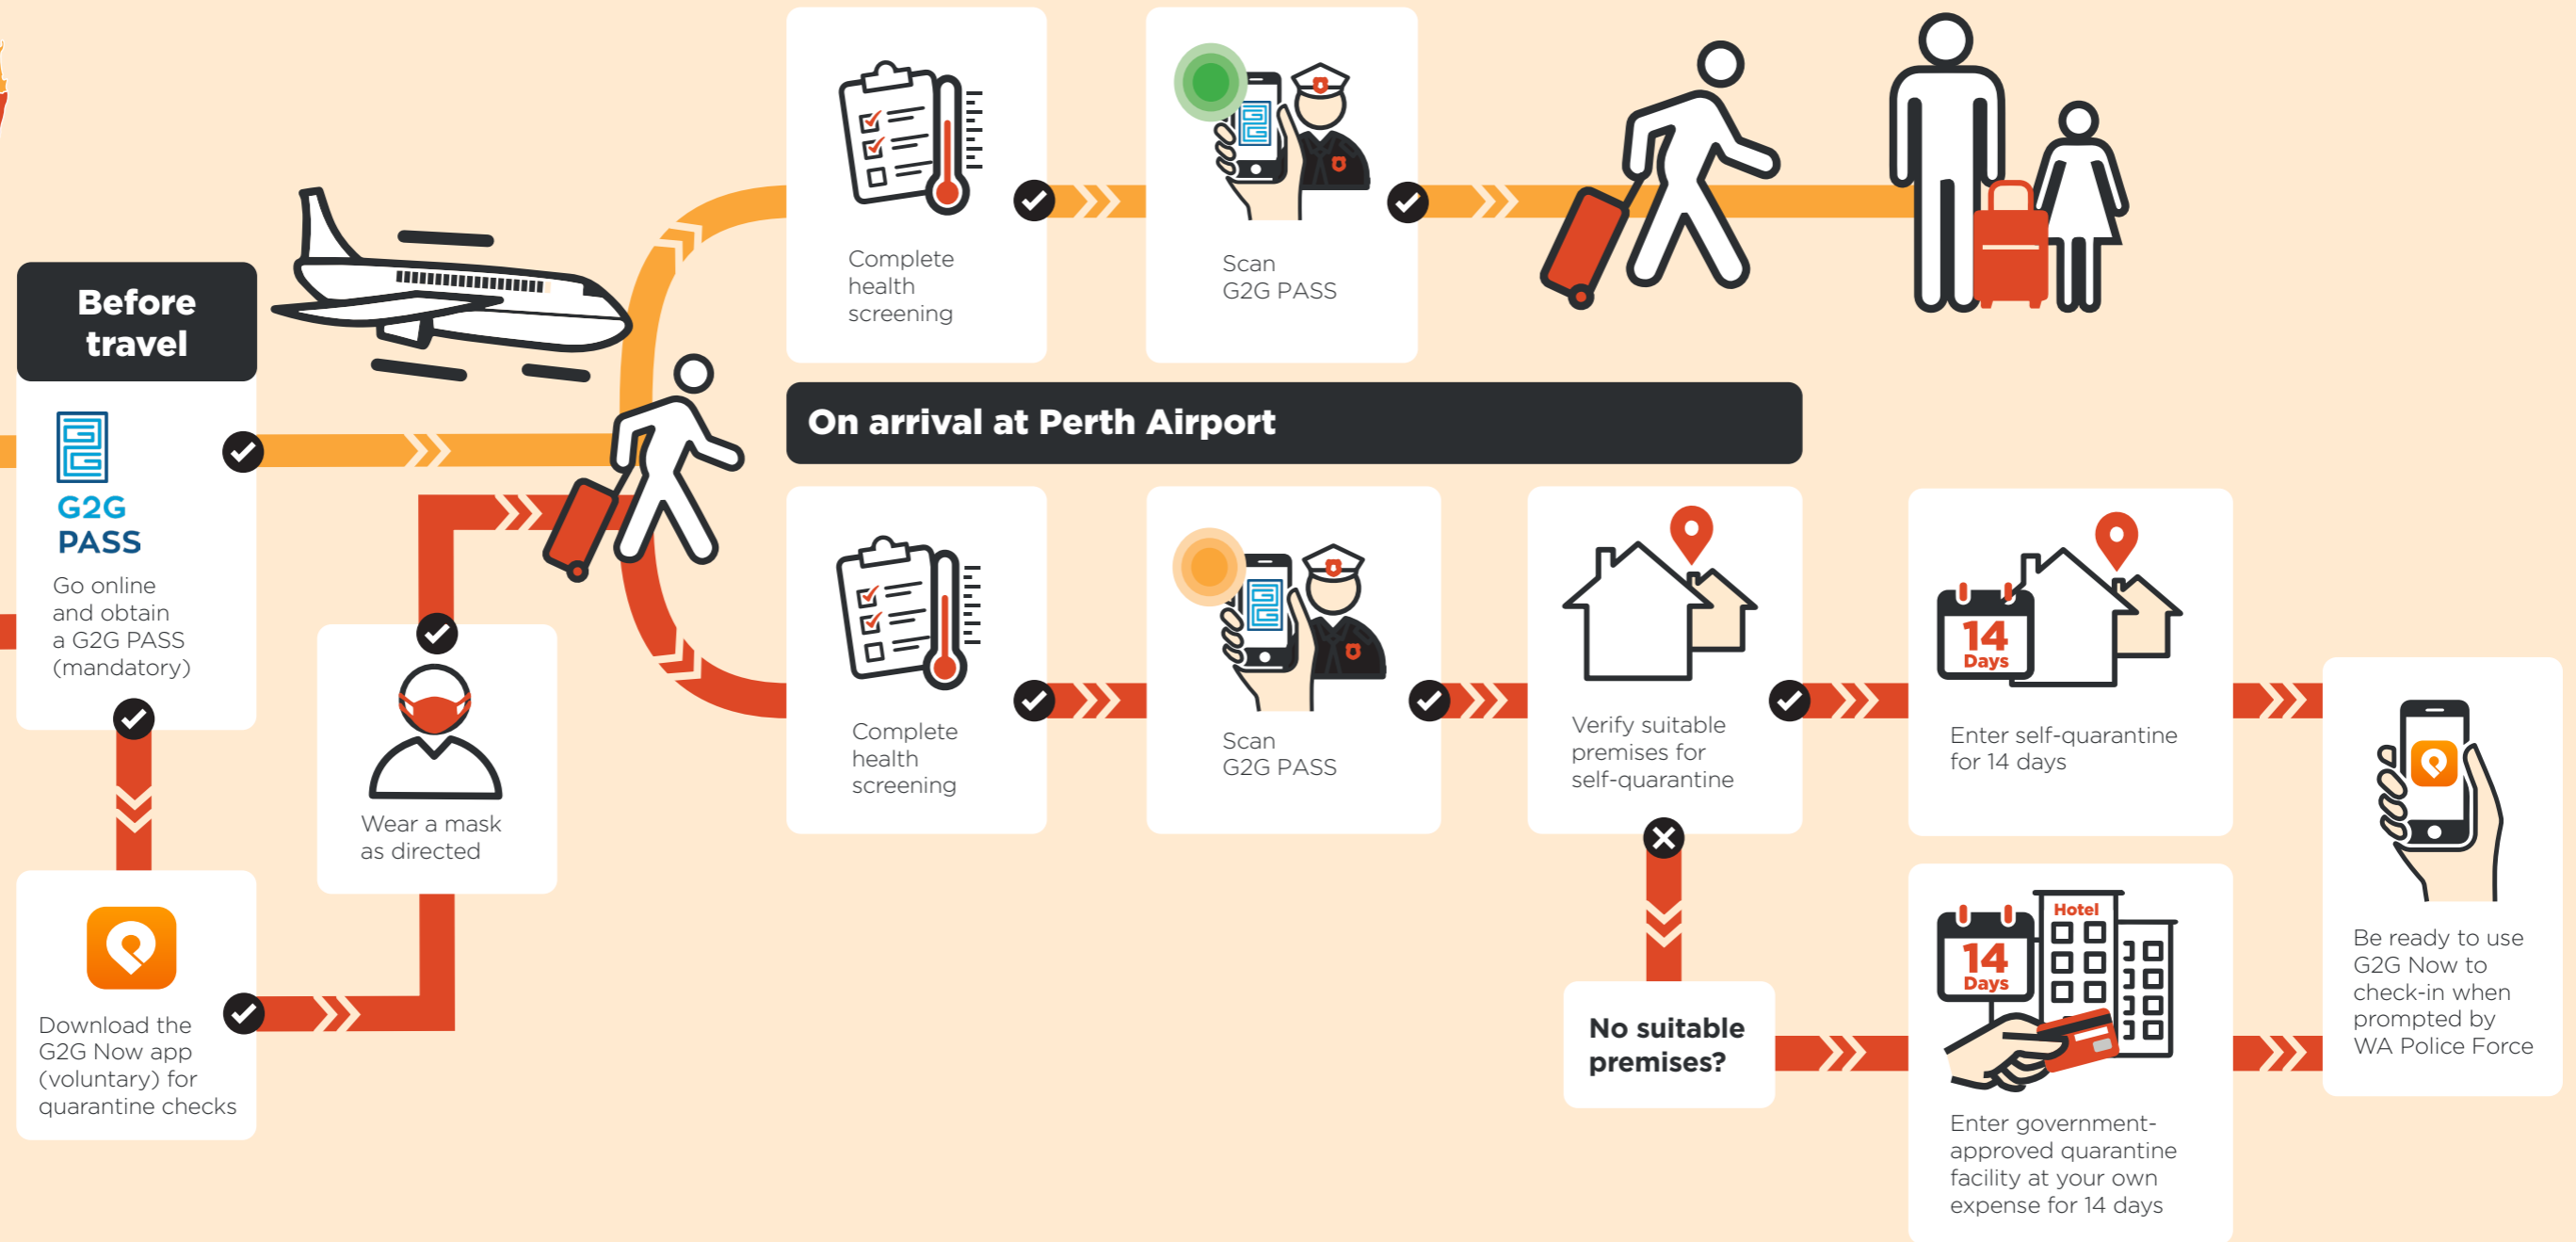 Before
travel
G2G
PASS
Go online
and obtain
a G2G PASS
(mandatory)
Download the
G2G Now app
(voluntary) for
quarantine checks
Wear a mask
as directed
Complete
health
screening
Scan
G2G PASS
On arrival at Perth Airport
Complete
health
screening
Scan
G2G PASS
Verify suitable
premises for
self-quarantine
14
Days
Enter self-quarantine
for 14 days
No suitable
premises?
Hotel
14
Days
Enter government-
approved quarantine
facility at your own
expense for 14 days
Be ready to use
G2G Now to
check-in when
prompted by
WA Police Force